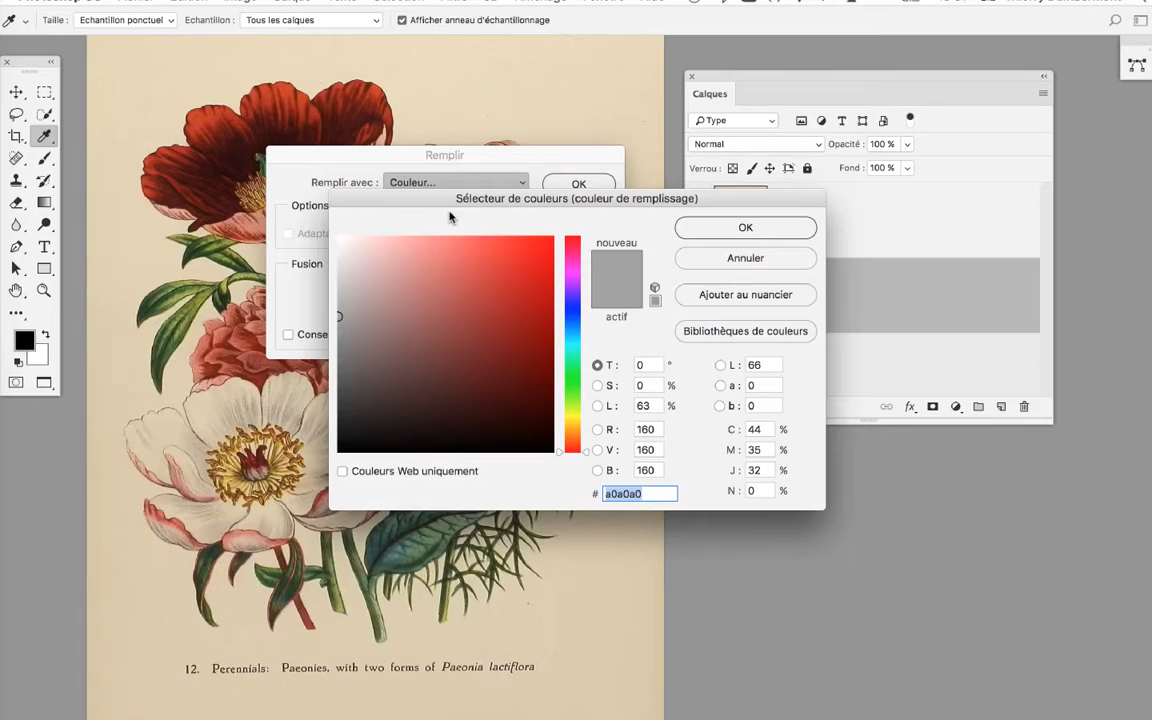 Taille : Echantillon ponctuel Echantillon : Tous les calques Afficher anneau d'échantillonnage
Calques
Type
Normal Opacité : 100 %
Verrou : Fond : 100 %
Remplir
Remplir avec : Couleur... OK
Options
Adapta
Fusion
Conse
Sélecteur de couleurs (couleur de remplissage)
nouveau
actif
OK
Annuler
Ajouter au nuancier
Bibliothèques de couleurs
T : 0 ° L : 66
S : 0 % a : 0
L : 63 % b : 0
R : 160 C : 44 %
V : 160 M : 35 %
B : 160 J : 32 %
# a0a0a0 N : 0 %
Couleurs Web uniquement
fx
12. Perennials: Paeonies, with two forms of Paeonia lactiflora